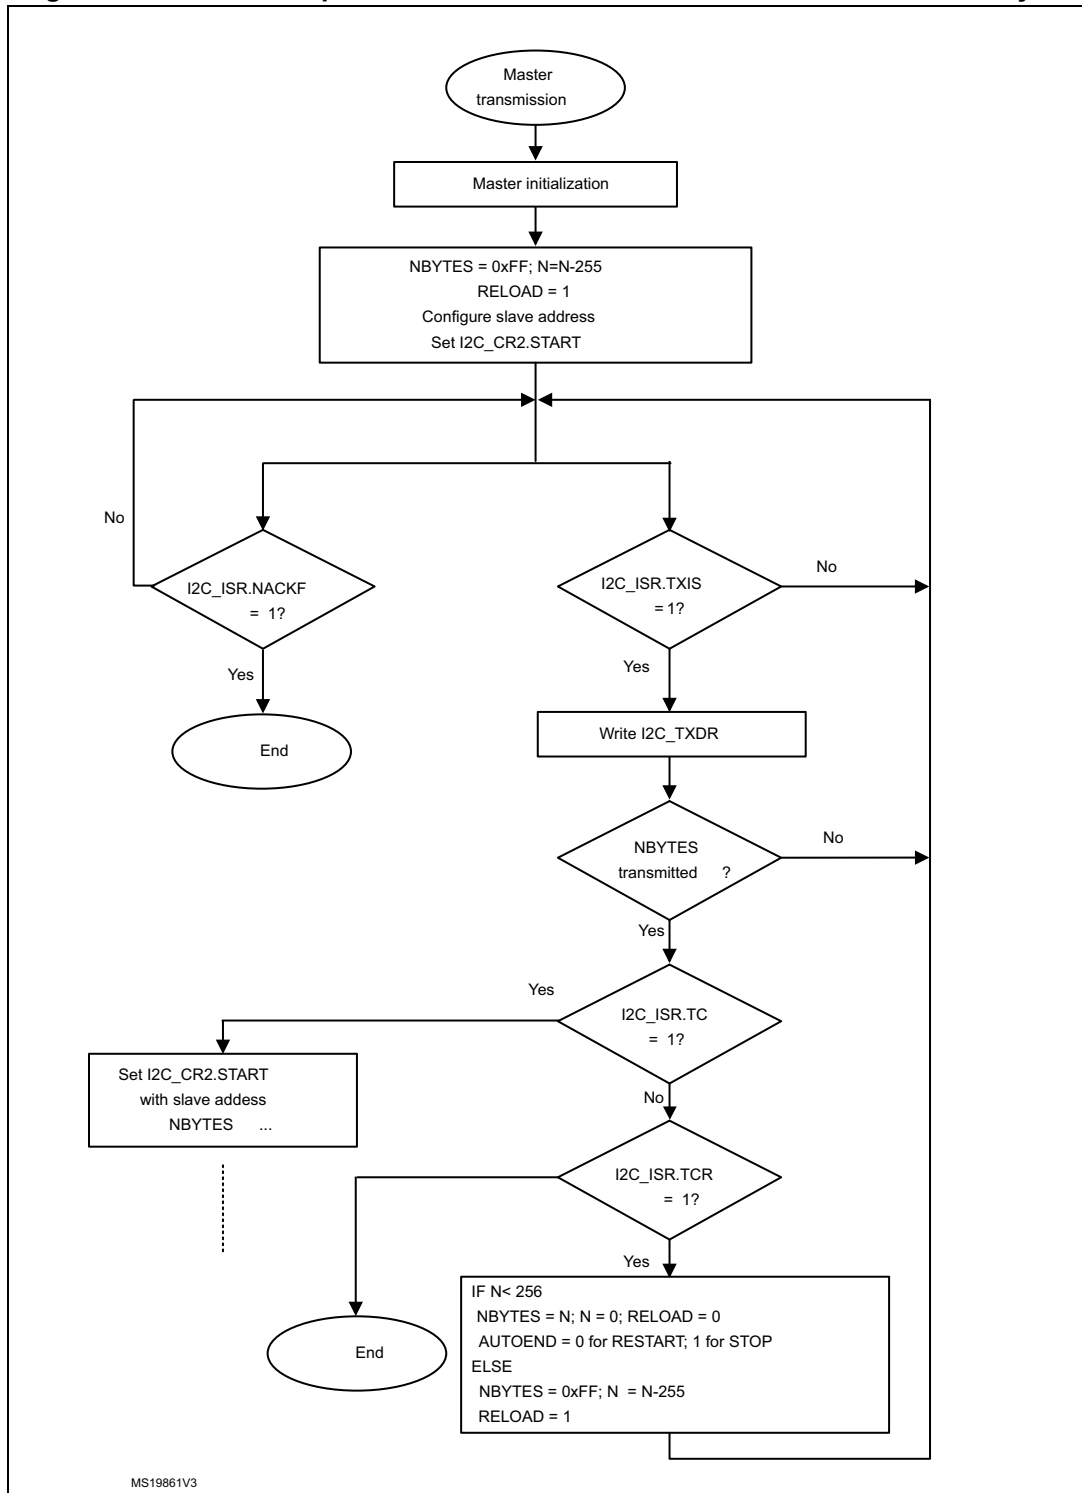 Master
transmission
Master initialization
NBYTES = 0xFF; N=N-255
RELOAD = 1
Configure slave address
Set I2C_CR2.START
No
I2C_ISR.NACKF
= 1?
I2C_ISR.TXIS
= 1?
No
Yes
Yes
End
Write I2C_TXDR
NBYTES
transmitted ?
No
Yes
Yes
I2C_ISR.TC
= 1?
Set I2C_CR2.START
with slave addess
NBYTES ...
No
I2C_ISR.TCR
= 1?
Yes
IF N< 256
NBYTES = N; N = 0; RELOAD = 0
AUTOEND = 0 for RESTART; 1 for STOP
ELSE
NBYTES = 0xFF; N = N-255
RELOAD = 1
End
MS19861V3